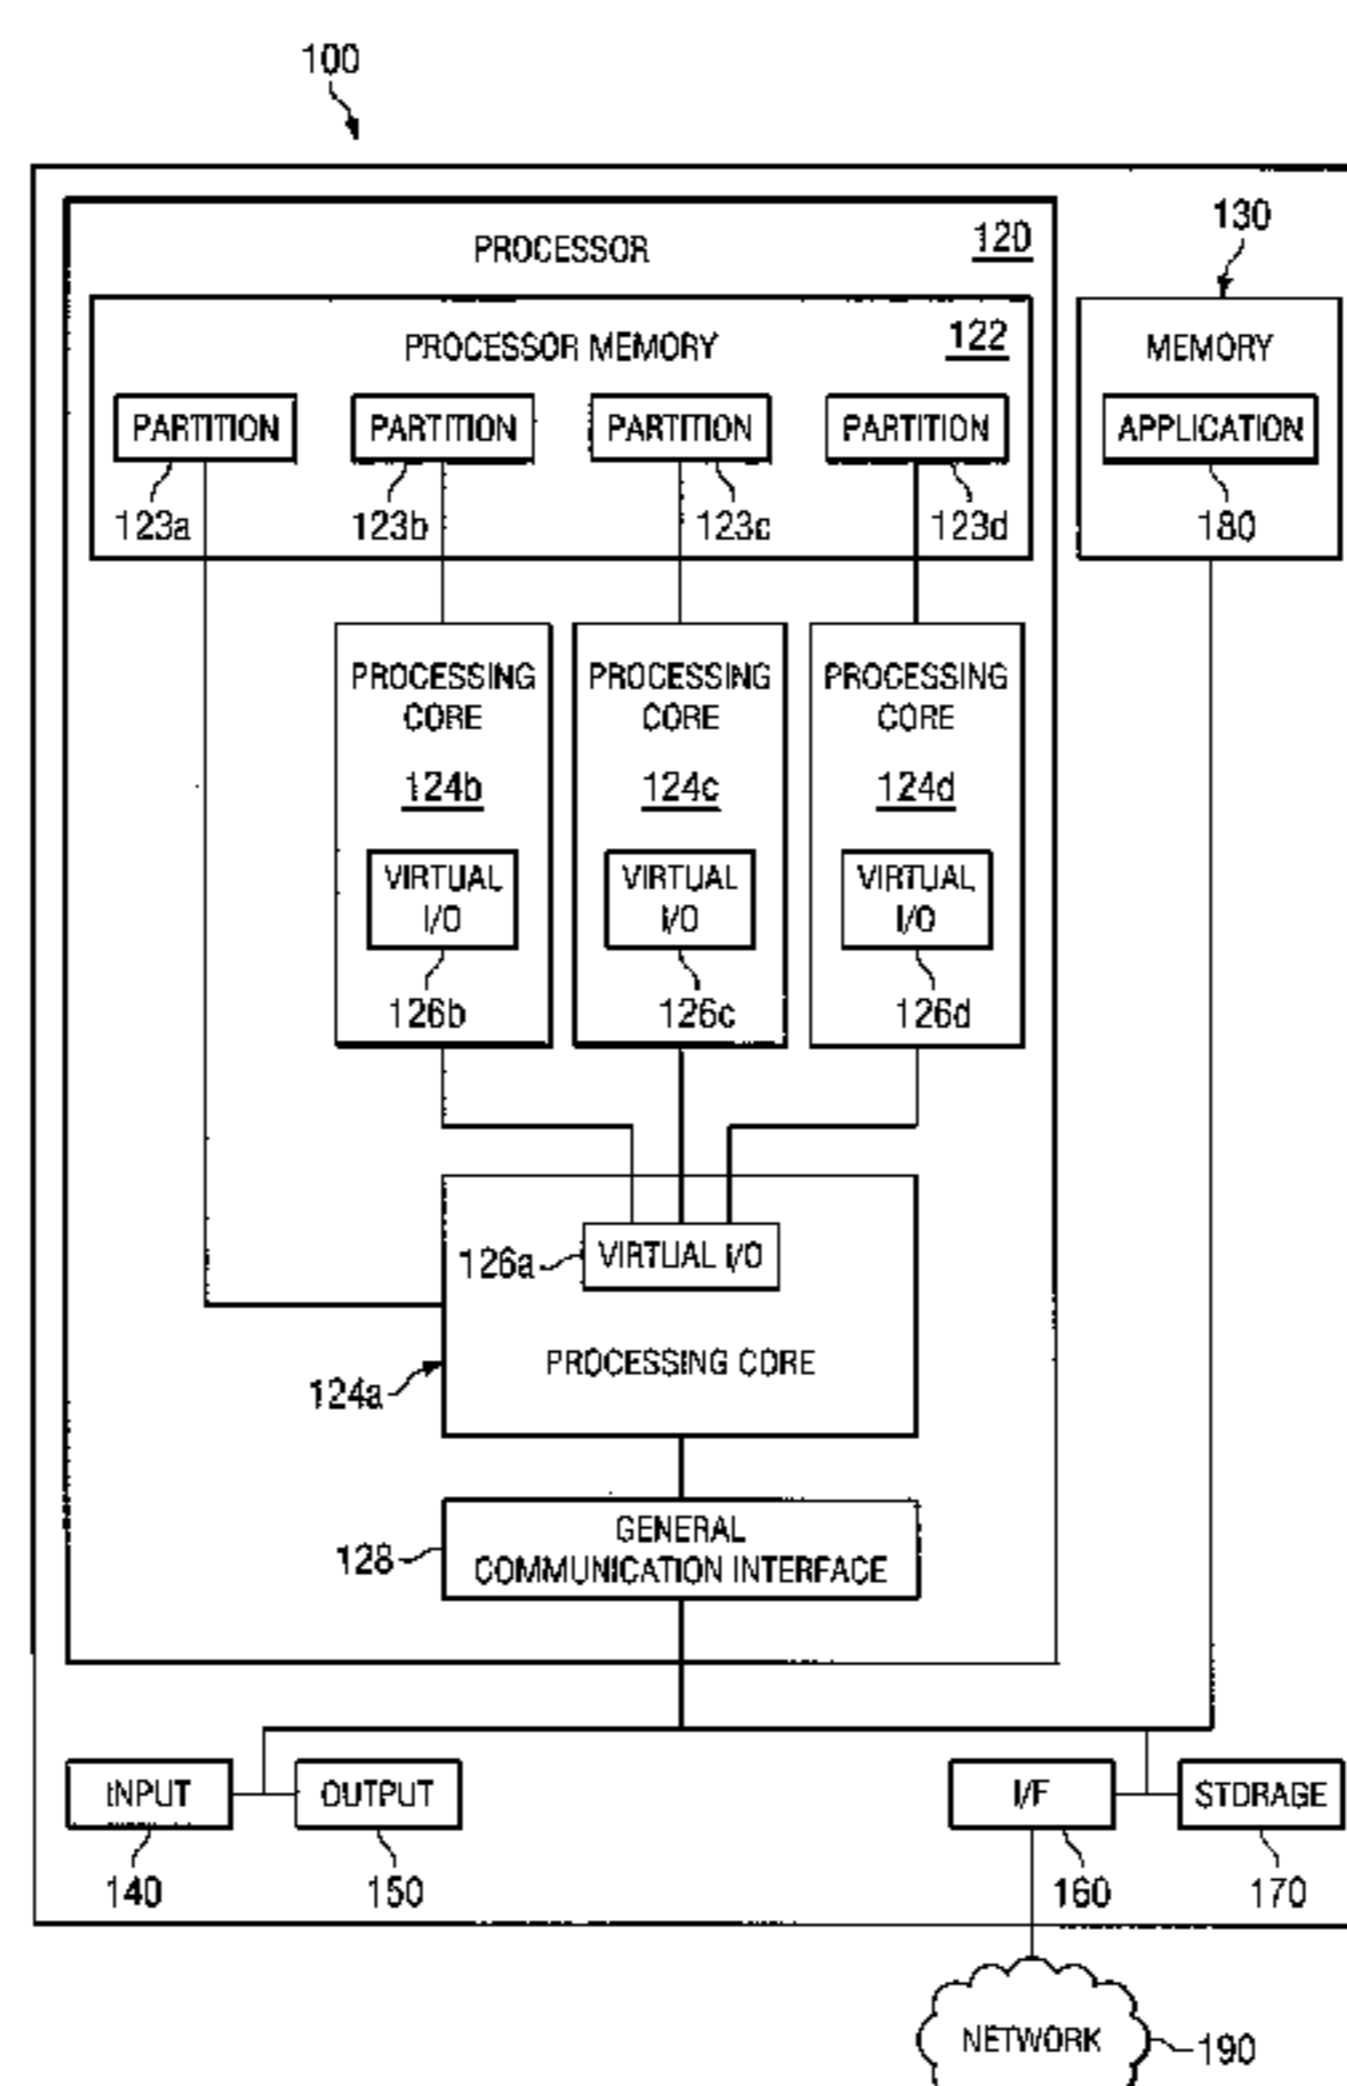 100
130
PROCESSOR 120
PROCESSOR MEMORY 122
MEMORY
PARTITION PARTITION PARTITION PARTITION
APPLICATION
123a 123b 123c 123d
180
PROCESSING CORE
124b
PROCESSING CORE
124c
PROCESSING CORE
124d
VIRTUAL I/O
VIRTUAL I/O
VIRTUAL I/O
126b 126c 126d
126a VIRTUAL I/O
PROCESSING CORE
124a
GENERAL
128 COMMUNICATION INTERFACE
INPUT OUTPUT I/F STORAGE
140 150 160 170
NETWORK 190